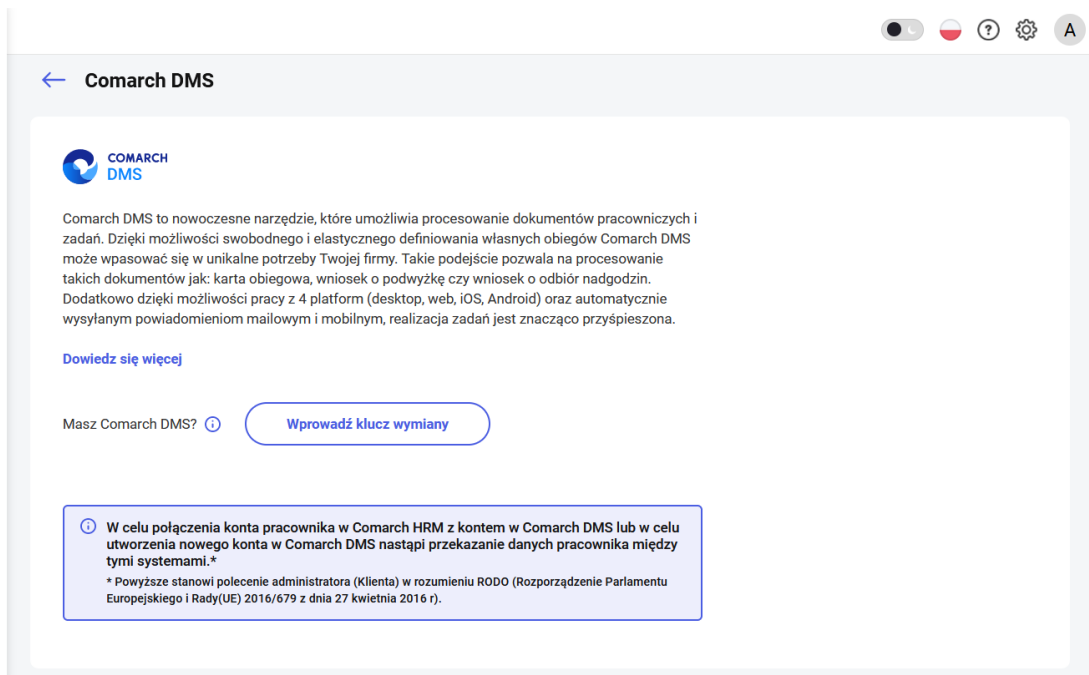 A
Comarch DMS
COMARCH
DMS
Comarch DMS to nowoczesne narzędzie, które umożliwia procesowanie dokumentów pracowniczych i
zadań. Dzięki możliwości swobodnego i elastycznego definiowania własnych obiegów Comarch DMS
może wpasować się w unikalne potrzeby Twojej firmy. Takie podejście pozwala na procesowanie
takich dokumentów jak: karta obiegowa, wniosek o podwyżkę czy wniosek o odbiór nadgodzin.
Dodatkowo dzięki możliwości pracy z 4 platform (desktop, web, iOS, Android) oraz automatycznie
wysyłanym powiadomieniom mailowym i mobilnym, realizacja zadań jest znacząco przyśpieszona.
Dowiedz się więcej
Masz Comarch DMS?
Wprowadź klucz wymiany
W celu połączenia konta pracownika w Comarch HRM z kontem w Comarch DMS lub w celu
utworzenia nowego konta w Comarch DMS nastąpi przekazanie danych pracownika między
tymi systemami.*
* Powyższe stanowi polecenie administratora (Klienta) w rozumieniu RODO (Rozporządzenie Parlamentu
Europejskiego i Rady(UE) 2016/679 z dnia 27 kwietnia 2016 r).